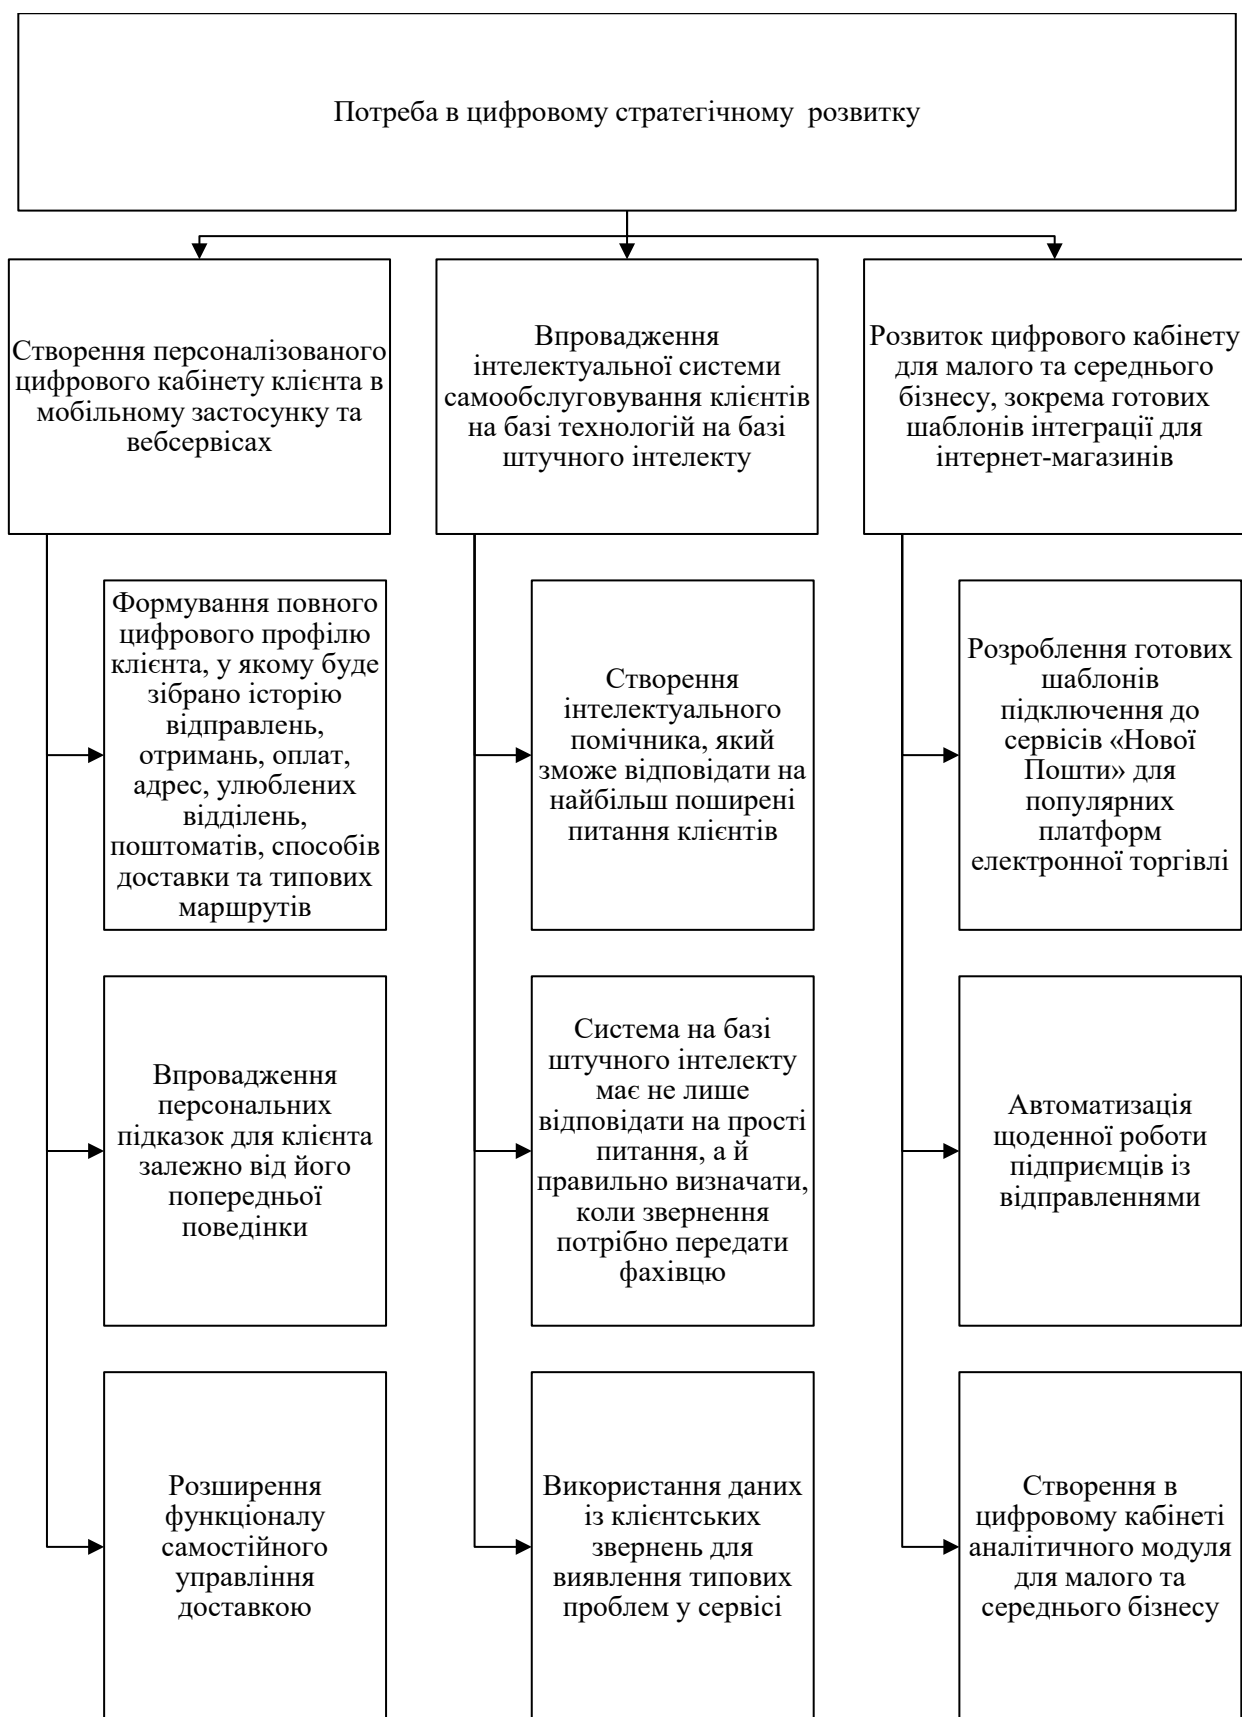 Потреба в цифровому стратегічному розвитку
Створення персоналізованого
цифрового кабінету клієнта в
мобільному застосунку та
вебсервісах
Впровадження
інтелектуальної системи
самообслуговування клієнтів
на базі технологій на базі
штучного інтелекту
Розвиток цифрового кабінету
для малого та середнього
бізнесу, зокрема готових
шаблонів інтеграції для
інтернет-магазинів
Формування повного
цифрового профілю
клієнта, у якому буде
зібрано історію
відправлень,
отримань, оплат,
адрес, улюблених
відділень,
поштоматів, способів
доставки та типових
маршрутів
Створення
інтелектуального
помічника, який
зможе відповідати на
найбільш поширені
питання клієнтів
Розроблення готових
шаблонів
підключення до
сервісів «Нової
Пошти» для
популярних
платформ
електронної торгівлі
Впровадження
персональних
підказок для клієнта
залежно від його
попередньої
поведінки
Система на базі
штучного інтелекту
має не лише
відповідати на прості
питання, а й
правильно визначати,
коли звернення
потрібно передати
фахівцю
Автоматизація
щоденної роботи
підприємців із
відправленнями
Розширення
функціоналу
самостійного
управління
доставкою
Використання даних
із клієнтських
звернень для
виявлення типових
проблем у сервісі
Створення в
цифровому кабінеті
аналітичного модуля
для малого та
середнього бізнесу